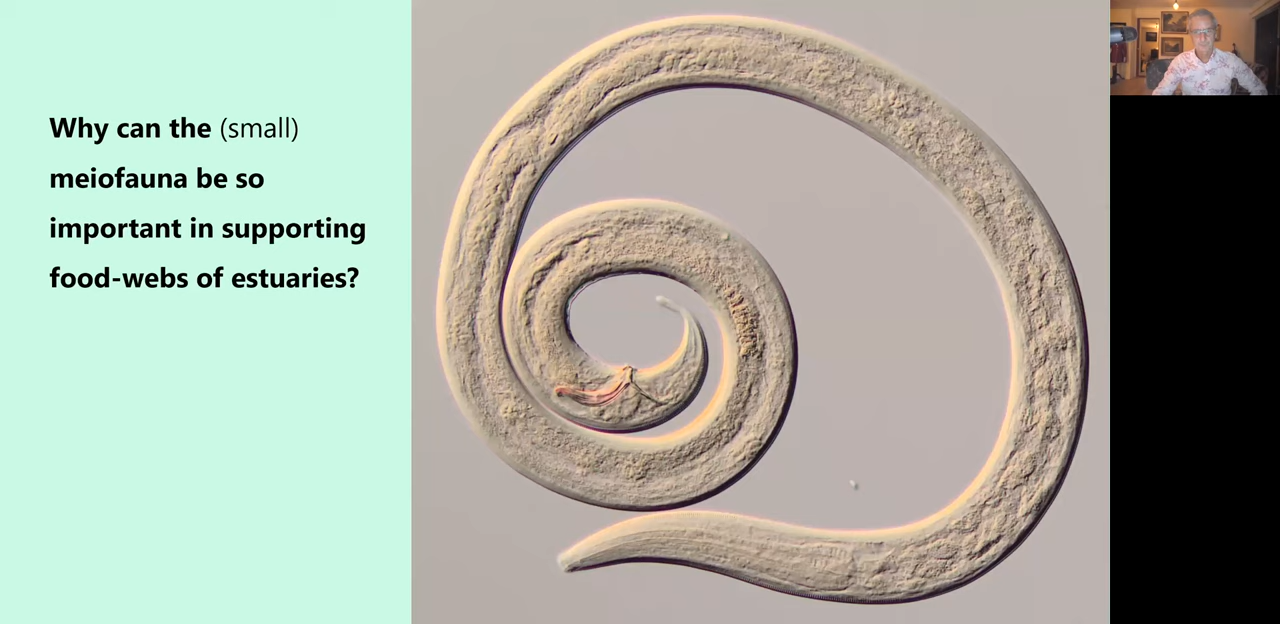 Why can the (small)
meiofauna be so
important in supporting
food-webs of estuaries?